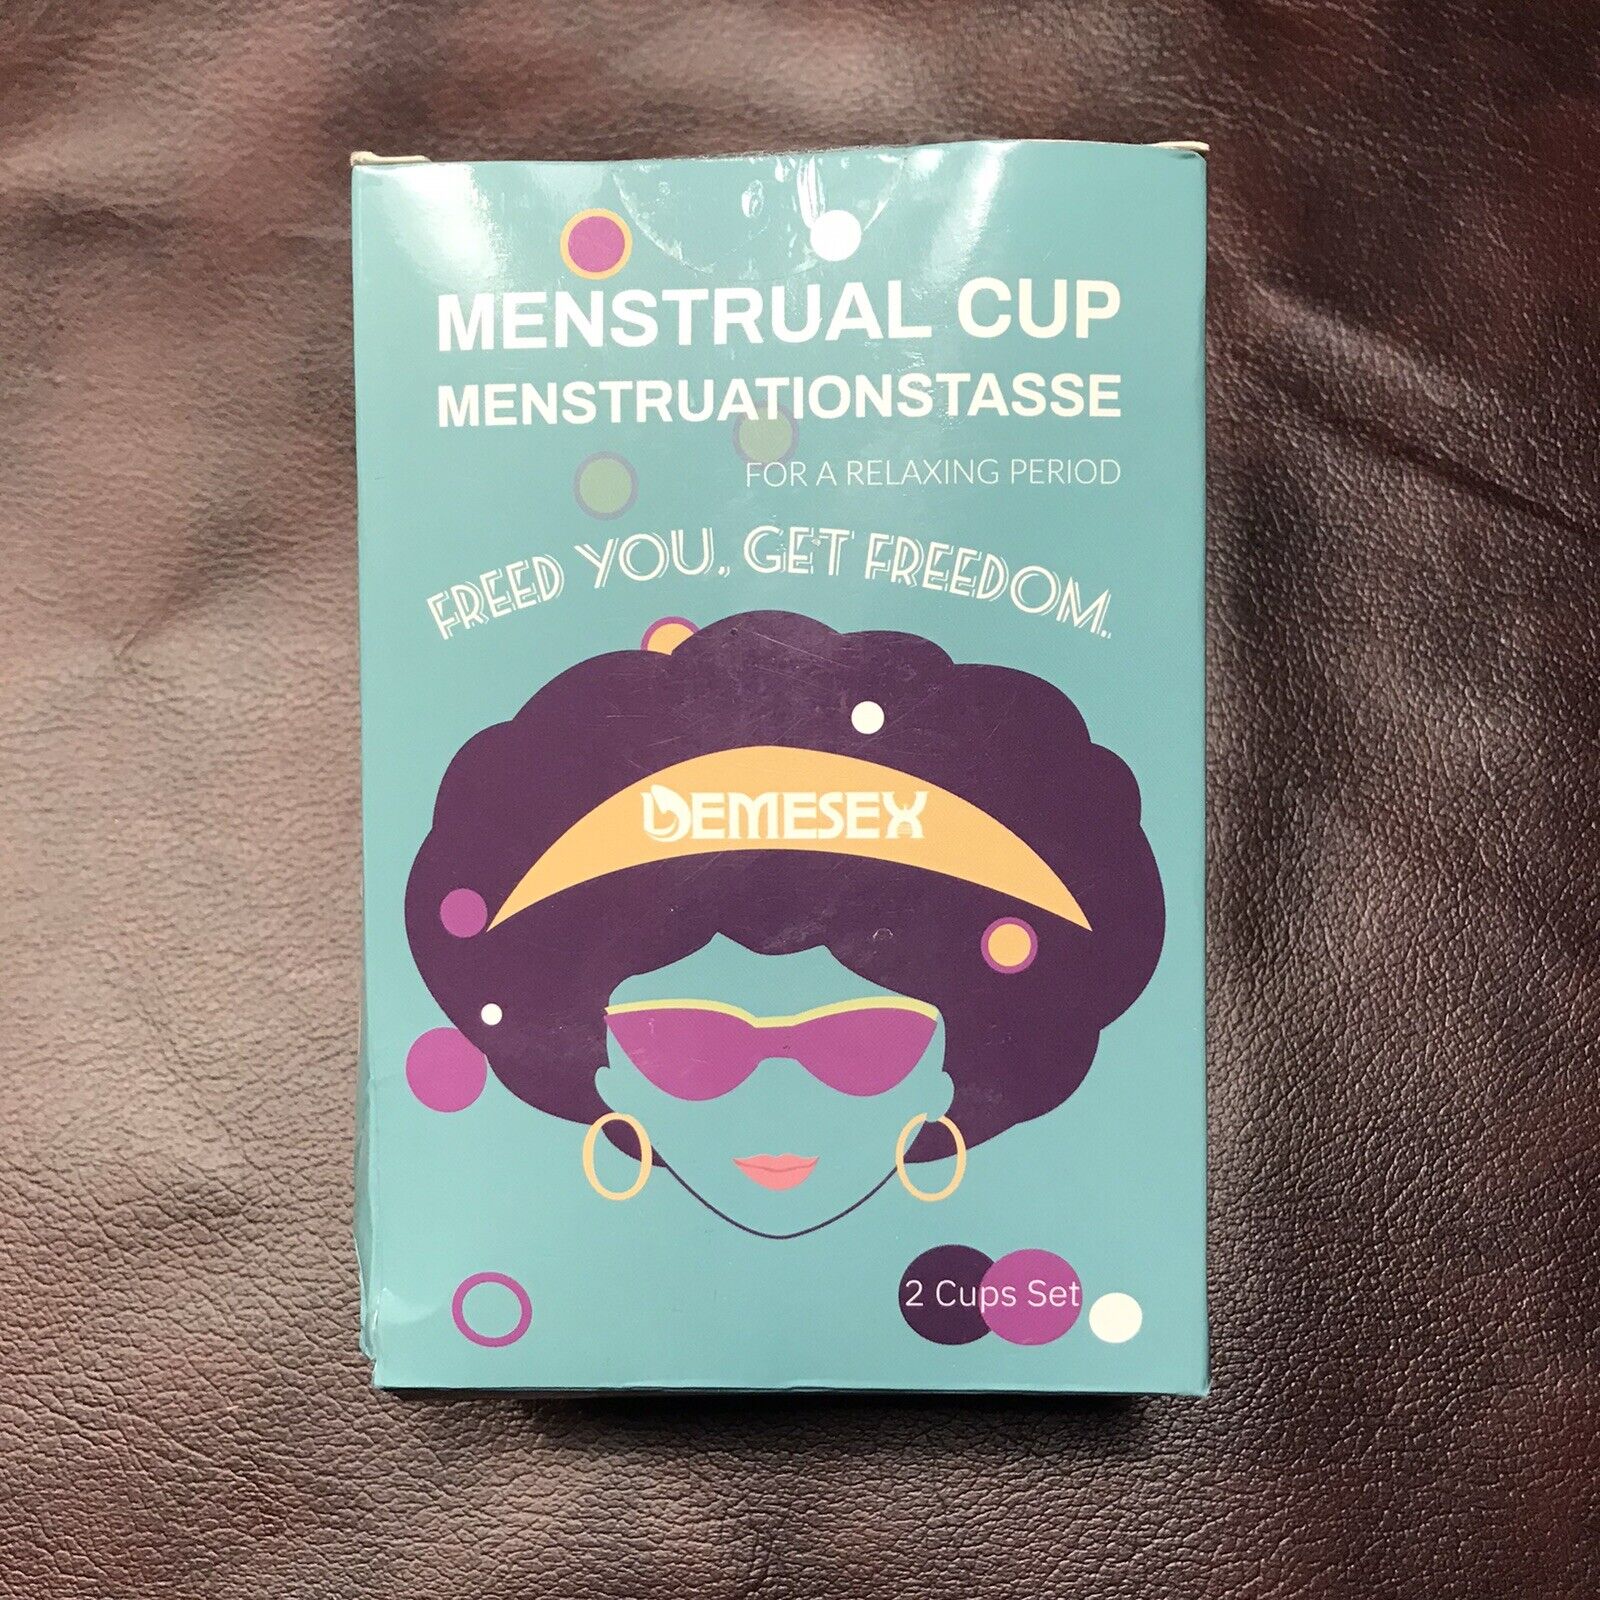 MENSTRUAL CUP
MENSTRUATIONSTASSE
FOR A RELAXING PERIOD
FREED YOU, GET FREEDOM.
DEMESEX
2 Cups Set